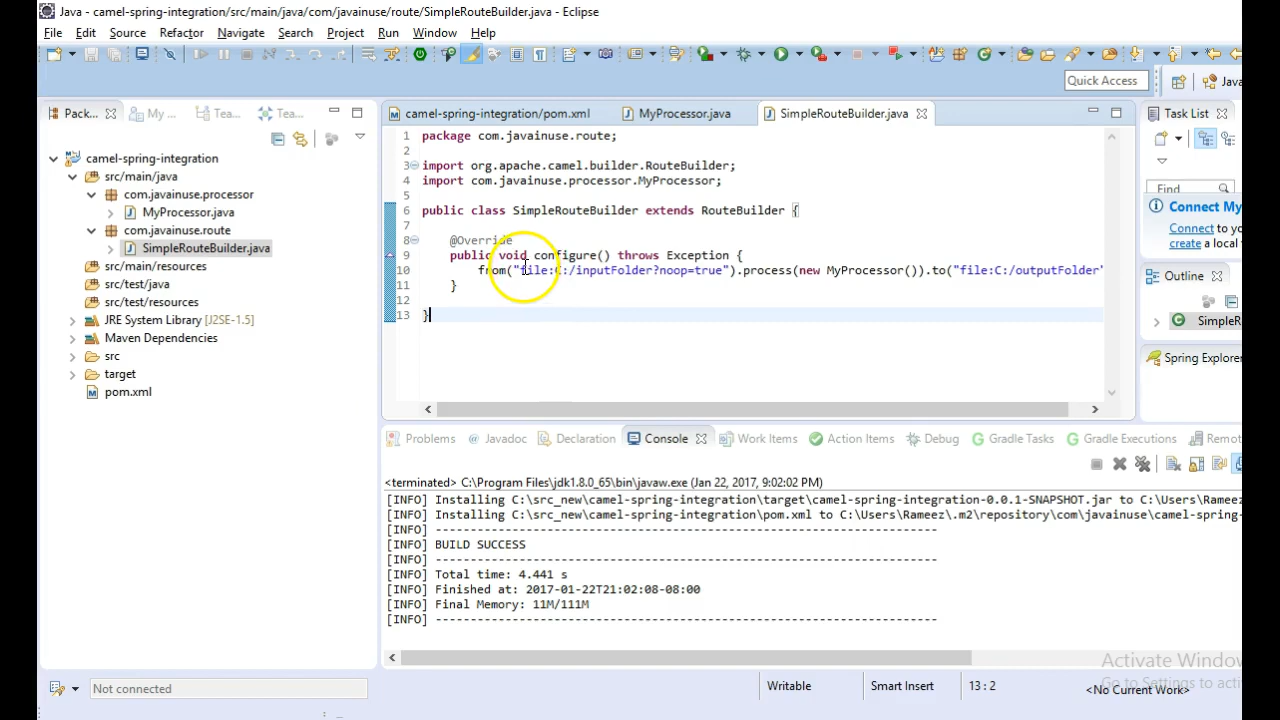 Java - camel-spring-integration/src/main/java/com/javainuse/route/SimpleRouteBuilder.java - Eclipse
File Edit Source Refactor Navigate Search Project Run Window Help
Quick Access
Java
Pack...
My ...
Tea...
Tea...
camel-spring-integration
src/main/java
com.javainuse.processor
MyProcessor.java
com.javainuse.route
SimpleRouteBuilder.java
src/main/resources
src/test/java
src/test/resources
JRE System Library [J2SE-1.5]
Maven Dependencies
src
target
pom.xml
camel-spring-integration/pom.xml
MyProcessor.java
SimpleRouteBuilder.java
1 package com.javainuse.route;
2
3 import org.apache.camel.builder.RouteBuilder;
4 import com.javainuse.processor.MyProcessor;
5
6 public class SimpleRouteBuilder extends RouteBuilder {
7
8 @Override
9 public void configure() throws Exception {
10 from("file:C:/inputFolder?noop=true").process(new MyProcessor()).to("file:C:/outputFolder"
11 }
12
13 }
Task List
Find
Connect My
Connect to
create a local
Outline
SimpleR
Spring Explorer
Problems
@ Javadoc
Declaration
Console
Work Items
Action Items
Debug
Gradle Tasks
Gradle Executions
Remot
<terminated> C:\Program Files\jdk1.8.0_65\bin\javaw.exe (Jan 22, 2017, 9:02:02 PM)
[INFO] Installing C:\src_new\camel-spring-integration\target\camel-spring-integration-0.0.1-SNAPSHOT.jar to C:\Users\Rameez
[INFO] Installing C:\src_new\camel-spring-integration\pom.xml to C:\Users\Rameez\.m2\repository\com\javainuse\camel-spring-
[INFO] ------------------------------------------------------------------------
[INFO] BUILD SUCCESS
[INFO] ------------------------------------------------------------------------
[INFO] Total time: 4.441 s
[INFO] Finished at: 2017-01-22T21:02:08-08:00
[INFO] Final Memory: 11M/111M
[INFO] ------------------------------------------------------------------------
Activate Windo
Go to Settings to acti
Not connected
Writable
Smart Insert
13 : 2
<No Current Work>